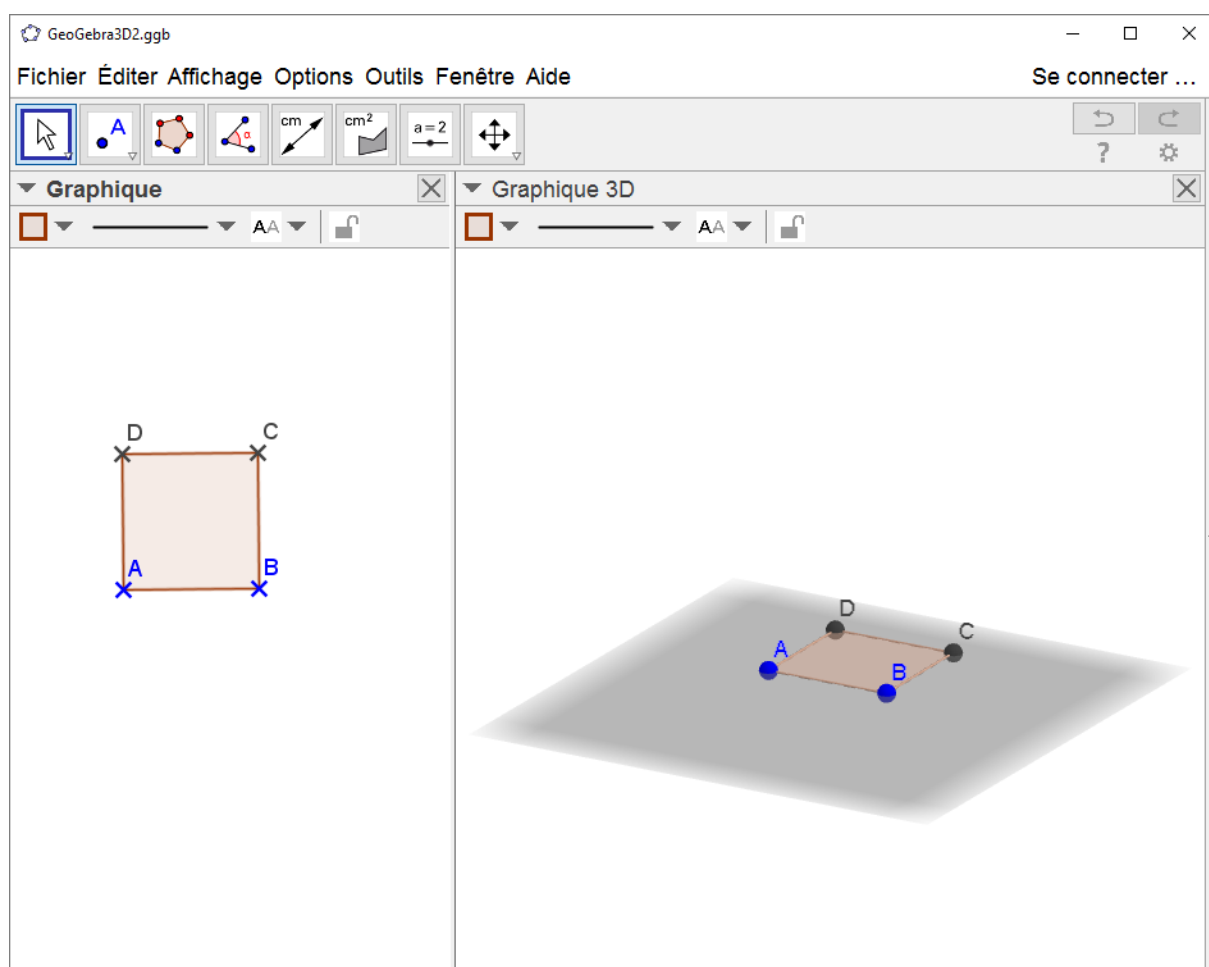 GeoGebra3D2.ggb
Fichier Éditer Affichage Options Outils Fenêtre Aide
Se connecter ...
A
α
cm
cm²
a=2
?
Graphique
Graphique 3D
AA
AA
D
C
A
B
D
C
A
B